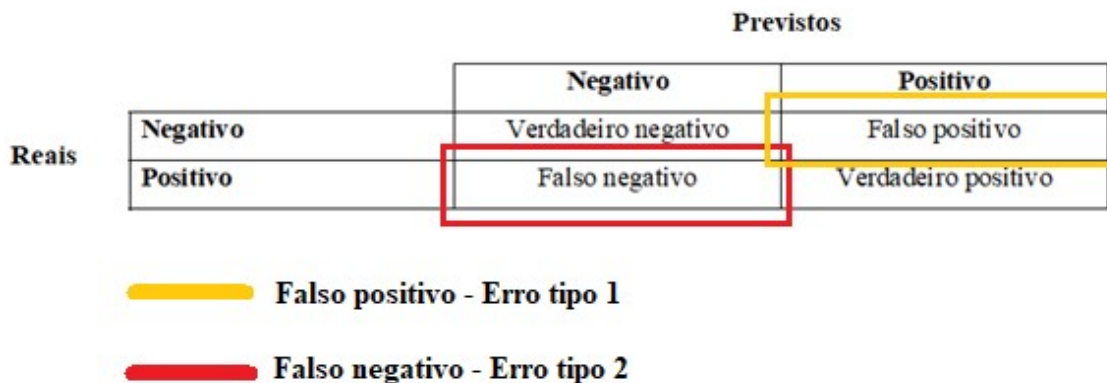 Previstos
Negativo Positivo
Reais
Negativo Verdadeiro negativo Falso positivo
Positivo Falso negativo Verdadeiro positivo
Falso positivo - Erro tipo 1
Falso negativo - Erro tipo 2